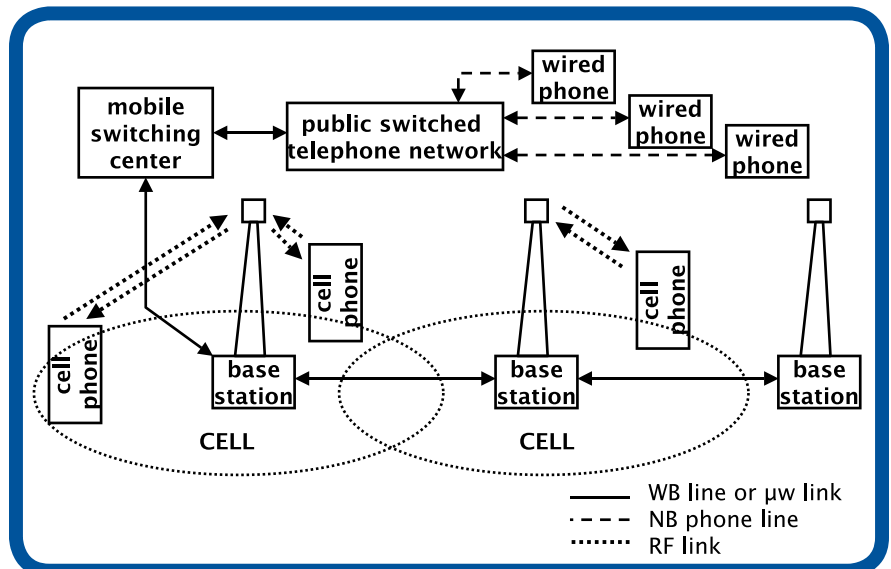 wired
phone
mobile
switching
center
public switched
telephone network
wired
phone
wired
phone
cell
phone
cell
phone
cell
phone
base
station
base
station
base
station
CELL
CELL
WB line or µw link
NB phone line
RF link